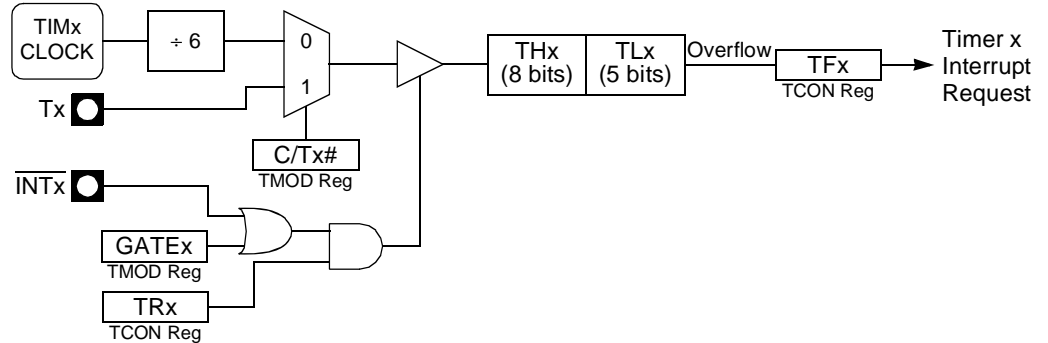 TIMx
CLOCK
÷ 6
0
1
Tx
C/Tx#
TMOD Reg
THx
(8 bits)
TLx
(5 bits)
Overflow
TFx
TCON Reg
Timer x
Interrupt
Request
INTx
GATEx
TMOD Reg
TRx
TCON Reg